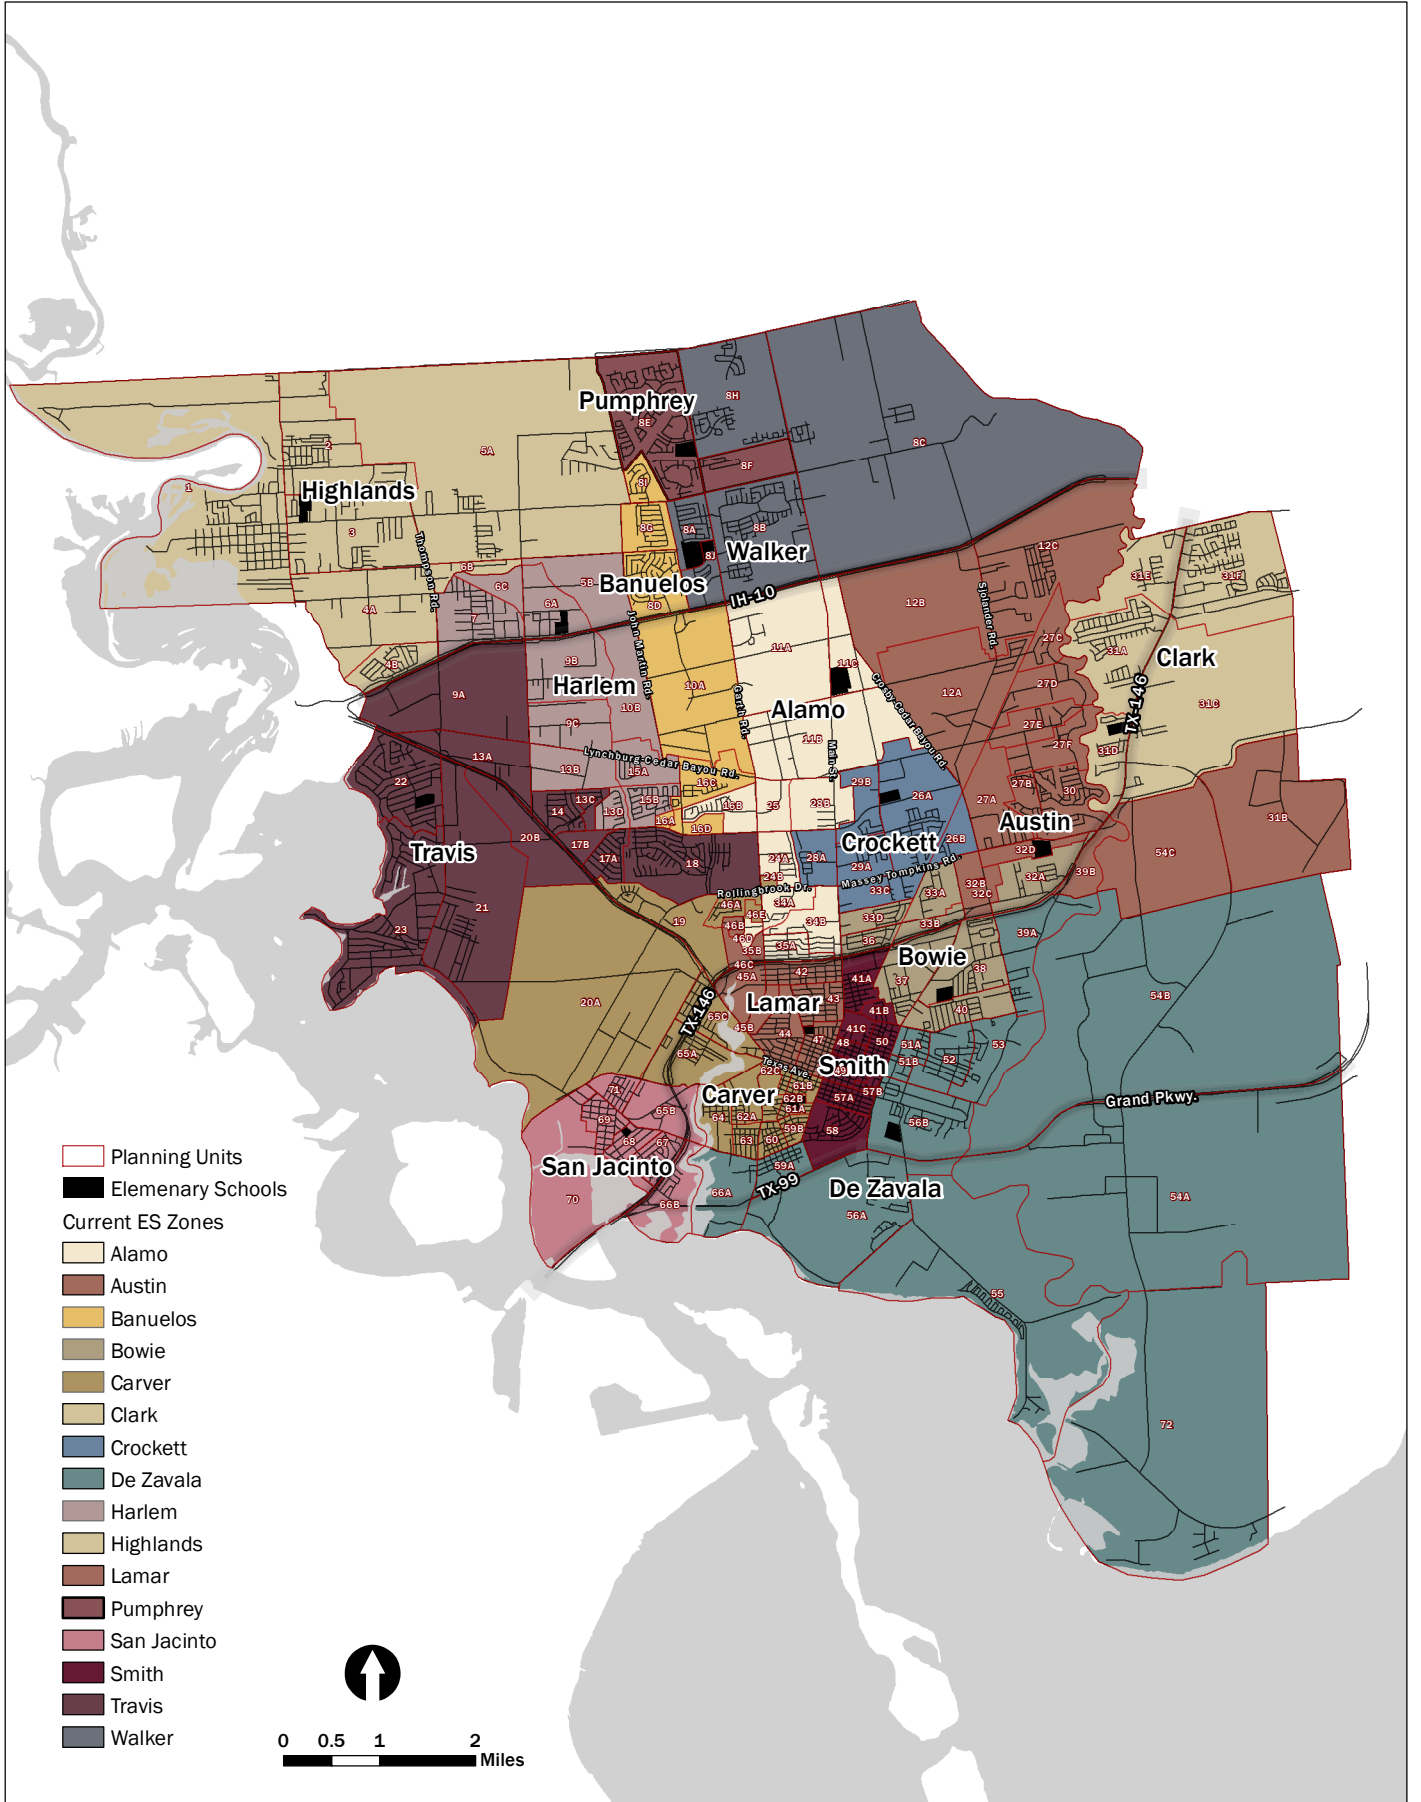 Pumphrey
8E
8H
8C
8F
8I
5A
2
1
Highlands
3
8G
8A
8B
8J
Walker
Thompson Rd.
6B
6C
5B
6A
Banuelos
8D
IH-10
4A
7
John Martin Rd.
4B
12C
31E
31F
12B
Sjolander Rd.
27C
31A
Clark
9B
11A
11C
Harlem
10A
9A
27D
12A
31C
10B
Garth Rd.
Alamo
Crosby-Cedar Bayou Rd.
TX-146
9C
11B
27E
27F
31D
13A
Lynchburg-Cedar Bayou Rd.
Main St.
13B
15A
22
16C
29B
27B
30
13C
15B
16B
25
28B
26A
27A
14
13D
16A
16D
31B
Austin
20B
17B
Travis
17A
18
Crockett
26B
32D
54C
24A
28A
29A
Massey Tompkins Rd.
24B
32A
39B
Rollingbrook Dr.
33C
33A
32B
32C
21
46A
34A
19
46E
34B
33D
33B
46B
23
46D
35A
36
39A
35B
Bowie
46C
45A
42
41A
37
38
20A
Lamar
43
54B
TX-146
65C
41B
40
45B
44
41C
47
48
50
51A
53
65A
51B
52
Texas Ave.
62C
49
Smith
71
61B
57B
Carver
62B
57A
Grand Pkwy.
65B
61A
69
64
62A
56B
68
67
63
60
59B
58
San Jacinto
59A
TX-99
De Zavala
70
66A
66B
56A
54A
55
72
Planning Units
Elemenary Schools
Current ES Zones
Alamo
Austin
Banuelos
Bowie
Carver
Clark
Crockett
De Zavala
Harlem
Highlands
Lamar
Pumphrey
San Jacinto
Smith
Travis
Walker
0 0.5 1 2
Miles